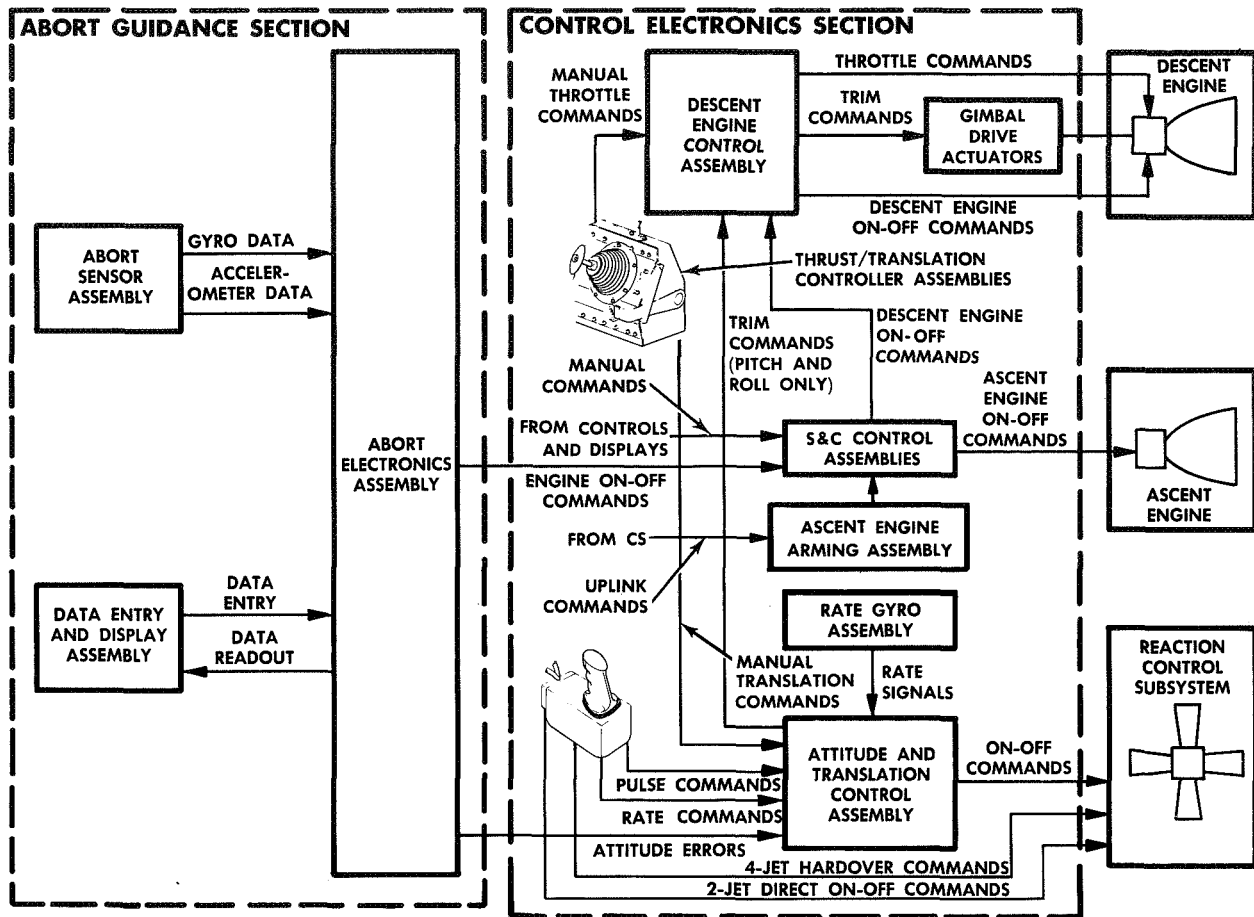 ABORT GUIDANCE SECTION
ABORT
SENSOR
ASSEMBLY
GYRO DATA
ACCELER-
OMETER DATA
ABORT
ELECTRONICS
ASSEMBLY
DATA ENTRY
AND DISPLAY
ASSEMBLY
DATA
ENTRY
DATA
READOUT
CONTROL ELECTRONICS SECTION
MANUAL
THROTTLE
COMMANDS
DESCENT
ENGINE
CONTROL
ASSEMBLY
THROTTLE COMMANDS
TRIM
COMMANDS
GIMBAL
DRIVE
ACTUATORS
DESCENT ENGINE
ON-OFF COMMANDS
DESCENT
ENGINE
THRUST/TRANSLATION
CONTROLLER ASSEMBLIES
TRIM
COMMANDS
(PITCH AND
ROLL ONLY)
DESCENT ENGINE
ON-OFF
COMMANDS
MANUAL
COMMANDS
FROM CONTROLS
AND DISPLAYS
ENGINE ON-OFF
COMMANDS
S&C CONTROL
ASSEMBLIES
ASCENT
ENGINE
ON-OFF
COMMANDS
ASCENT
ENGINE
FROM CS
UPLINK
COMMANDS
ASCENT ENGINE
ARMING ASSEMBLY
RATE GYRO
ASSEMBLY
RATE
SIGNALS
MANUAL
TRANSLATION
COMMANDS
ATTITUDE AND
TRANSLATION
CONTROL
ASSEMBLY
PULSE COMMANDS
RATE COMMANDS
ATTITUDE ERRORS
4-JET HARDOVER COMMANDS
2-JET DIRECT ON-OFF COMMANDS
ON-OFF
COMMANDS
REACTION
CONTROL
SUBSYSTEM